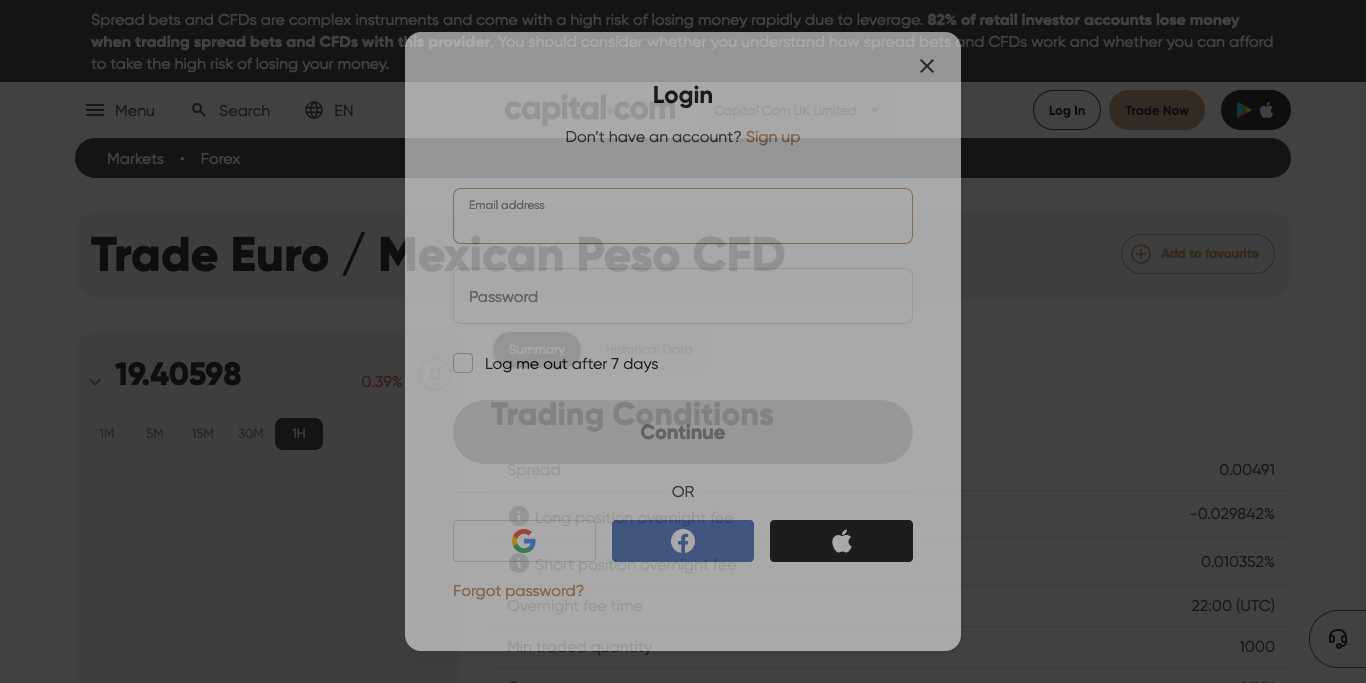 Spread bets and CFDs are complex instruments and come with a high risk of losing money rapidly due to leverage. 82% of retail investor accounts lose money
when trading spread bets and CFDs with this provider. You should consider whether you understand how spread bets and CFDs work and whether you can afford
to take the high risk of losing your money.
Login
Menu
Search
EN
capital.com
Capital Com UK Limited
Log In
Trade Now
Don't have an account? Sign up
Markets • Forex
Email address
Trade Euro / Mexican Peso CFD
Add to favourite
Password
Summary
Historical Data
Log me out after 7 days
19.40598
0.39%
Trading Conditions
1M
5M
15M
30M
1H
Continue
Spread
0.00491
OR
Long position overnight fee
-0.029842%
Short position overnight fee
0.010352%
Forgot password?
Overnight fee time
22:00 (UTC)
Min traded quantity
1000